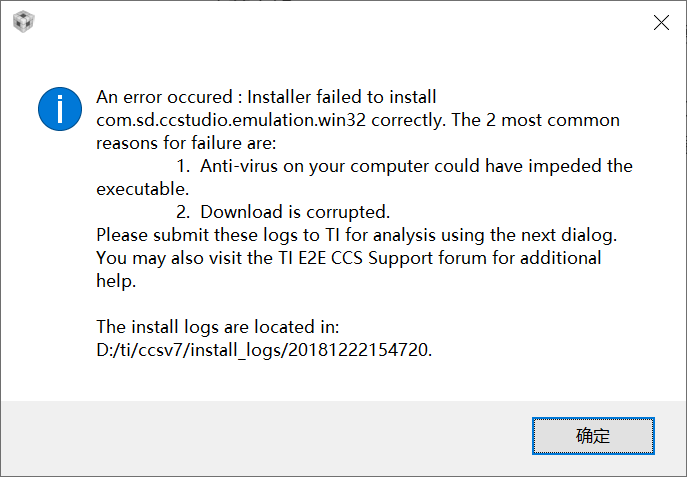 An error occured : Installer failed to install
com.sd.ccstudio.emulation.win32 correctly. The 2 most common
reasons for failure are:
1. Anti-virus on your computer could have impeded the
executable.
2. Download is corrupted.
Please submit these logs to TI for analysis using the next dialog.
You may also visit the TI E2E CCS Support forum for additional
help.
The install logs are located in:
D:/ti/ccsv7/install_logs/20181222154720.
确定